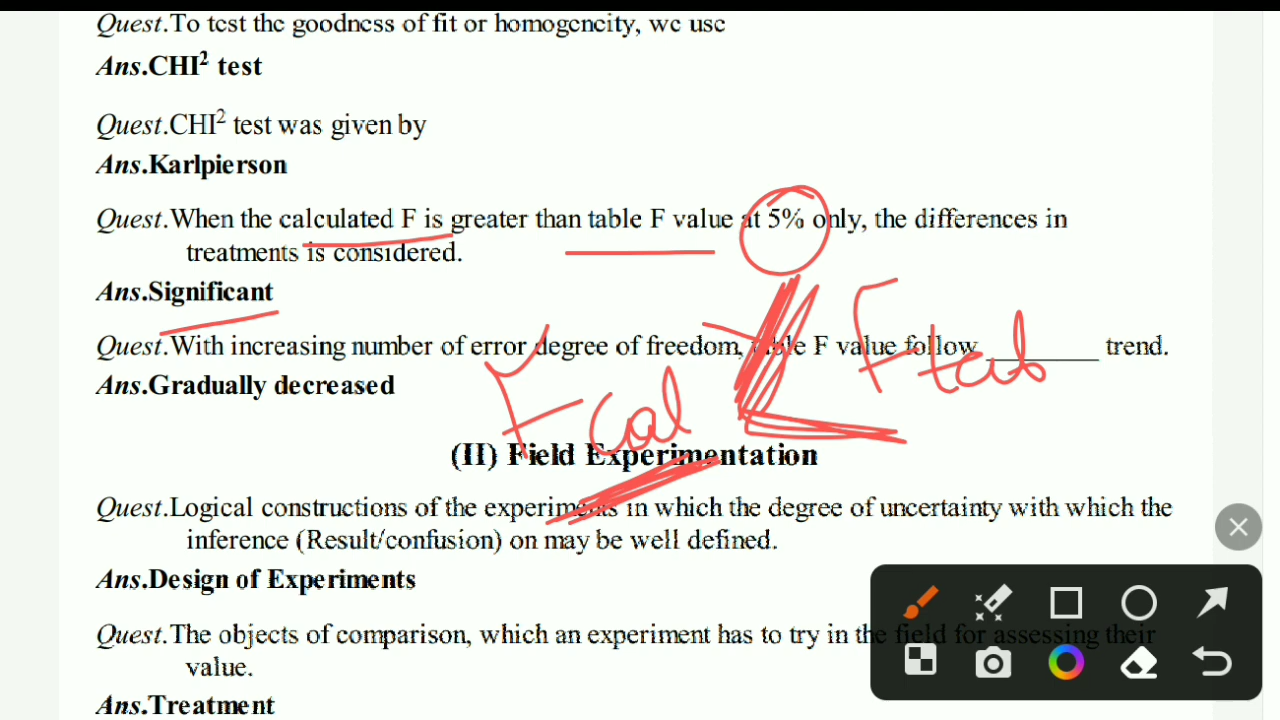 Quest.To test the goodness of fit or homogeneity, we use
Ans.CHI² test
Quest.CHI² test was given by
Ans.Karlpierson
Quest.When the calculated F is greater than table F value at 5% only, the differences in
treatments is considered.
Ans.Significant
Quest.With increasing number of error degree of freedom, table F value follow ________ trend.
Ans.Gradually decreased
F cal
F tab
(II) Field Experimentation
Quest.Logical constructions of the experiments in which the degree of uncertainty with which the
inference (Result/confusion) on may be well defined.
Ans.Design of Experiments
Quest.The objects of comparison, which an experiment has to try in the field for assessing their
value.
Ans.Treatment